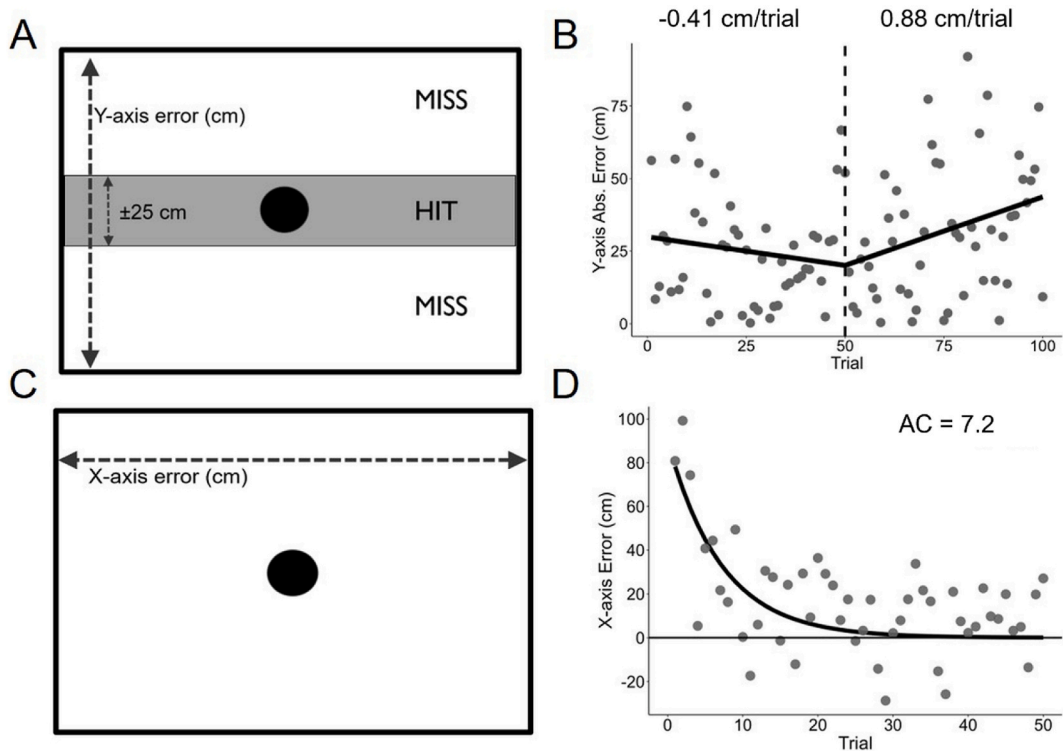 A
Y-axis error (cm)
MISS
±25 cm
HIT
MISS
B
-0.41 cm/trial
0.88 cm/trial
Y-axis Abs. Error (cm)
75
50
25
0
0
25
50
75
100
Trial
C
X-axis error (cm)
D
AC = 7.2
X-axis Error (cm)
100
80
60
40
20
0
-20
0
10
20
30
40
50
Trial